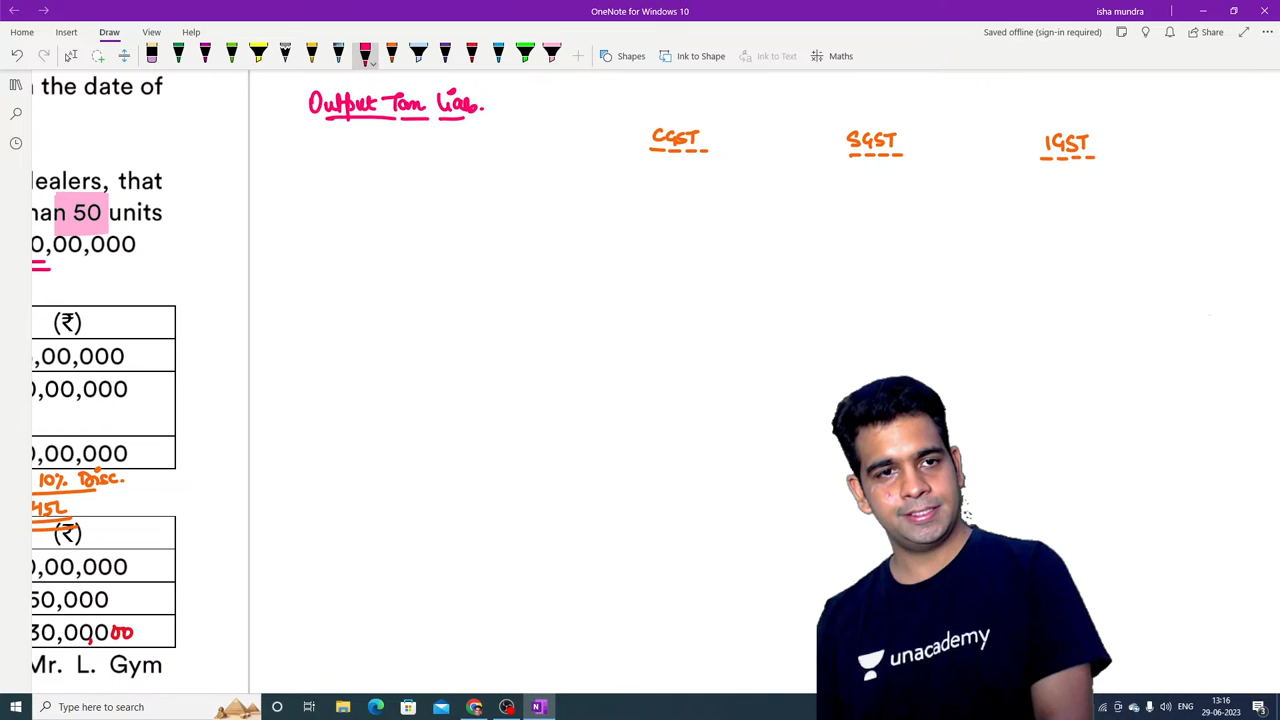 OneNote for Windows 10
isha mundra
Home Insert Draw View Help
Saved offline (sign-in required)
Share
Shapes
Ink to Shape
Ink to Text
Maths
the date of
Output Tax Liab.
CGST SGST IGST
dealers, that
than 50 units
0,00,000
(₹)
,00,000
0,00,000
0,00,000
10% Disc.
45L
(₹)
0,00,000
50,000
30,00,000
Mr. L. Gym
unacademy
Type here to search
ENG
13:16
29-06-2023